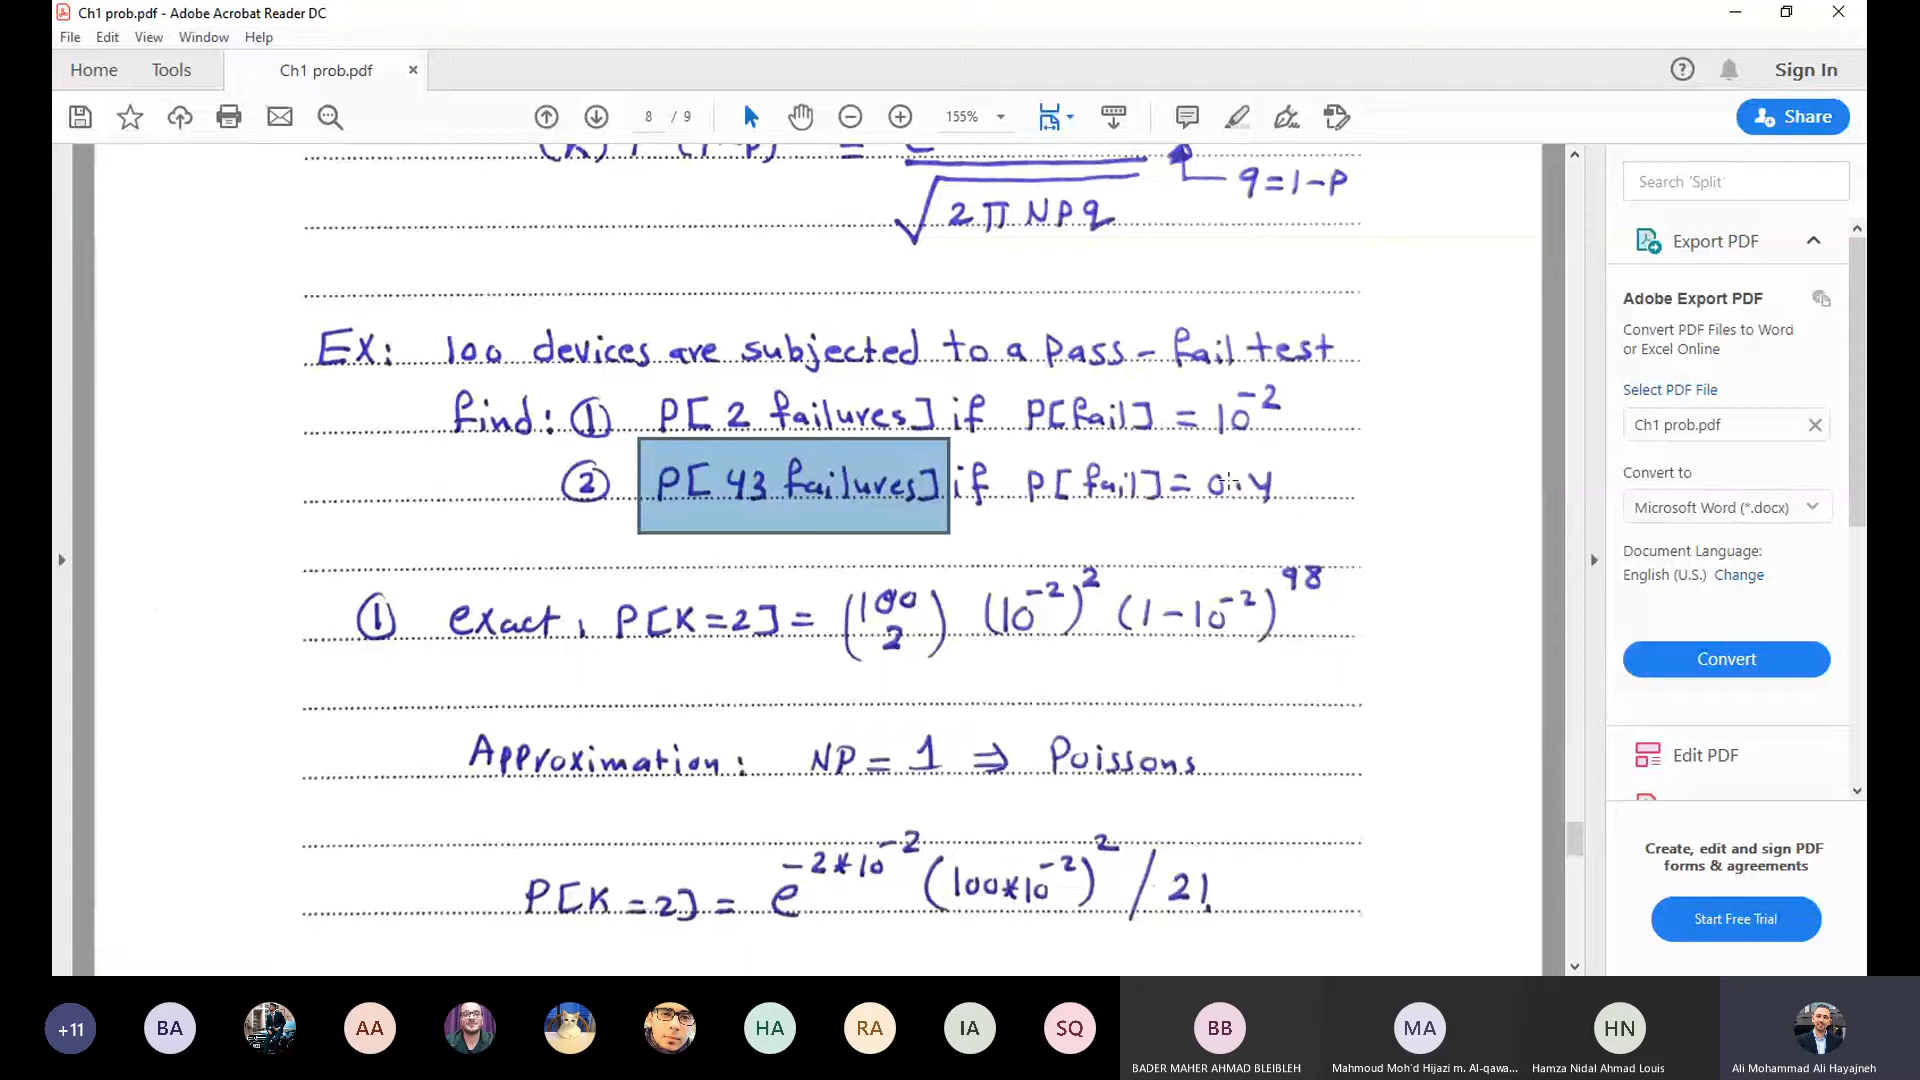 Ch1 prob.pdf - Adobe Acrobat Reader DC
File Edit View Window Help
Home Tools Ch1 prob.pdf × Sign In
8 / 9 155% Share
q = 1-P
√2πNPq
Search 'Split'
Export PDF
Adobe Export PDF
Convert PDF Files to Word
or Excel Online
Select PDF File
Ch1 prob.pdf
Convert to
Microsoft Word (*.docx)
Document Language:
English (U.S.) Change
Convert
Edit PDF
Create, edit and sign PDF
forms & agreements
Start Free Trial
EX: 100 devices are subjected to a pass-fail test
find: ① P[ 2 failures] if P[fail] = 10⁻²
② P[ 43 failures] if P[fail] = 0.4
① exact, P[K=2] = (100 2) (10⁻²)² (1-10⁻²)⁹⁸
Approximation: NP = 1 ⇒ Poissons
P[K=2] = e^(-2*10⁻²) (100*10⁻²)² / 2!
+11 BA AA HA RA IA SQ BB MA HN
BADER MAHER AHMAD BLEIBLEH Mahmoud Moh'd Hijazi m. Al-qawa... Hamza Nidal Ahmad Louis Ali Mohammad Ali Hayajneh